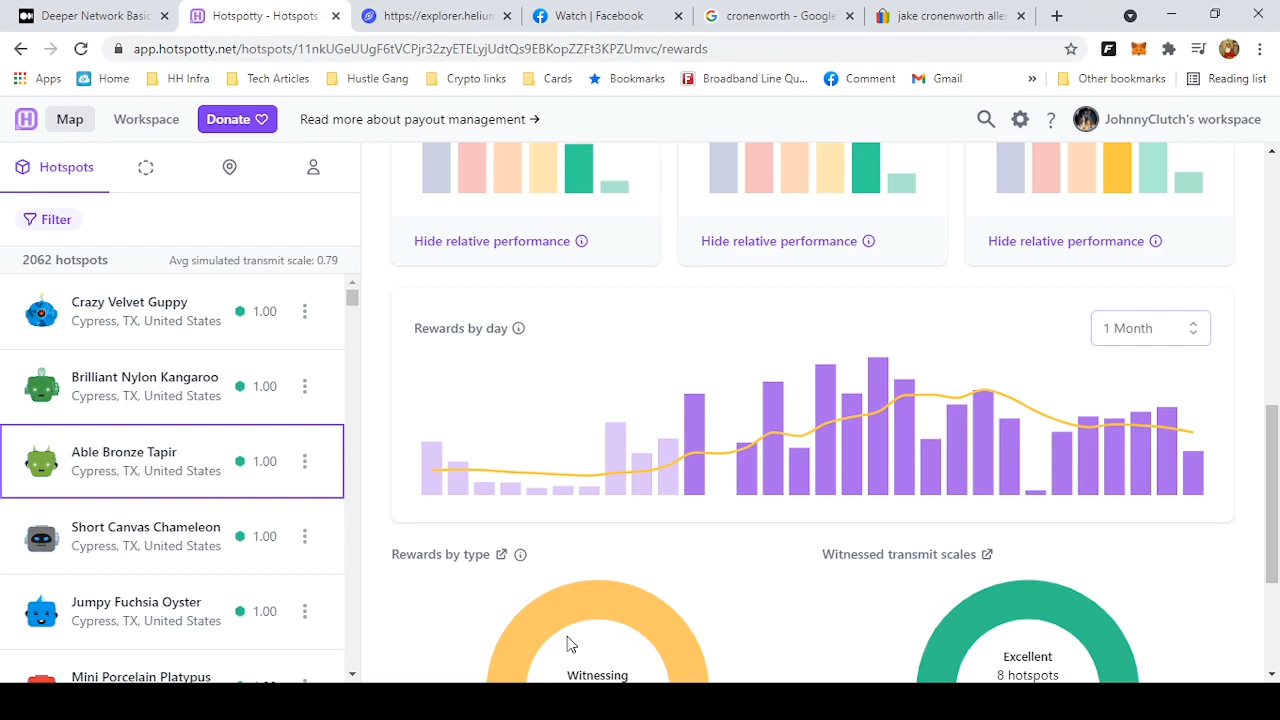 Deeper Network Basic
Hotspotty - Hotspots -
https://explorer.helium
Watch | Facebook
cronenworth - Google
jake cronenworth aller
app.hotspotty.net/hotspots/11nkUGeUUgF6tVCPjr32zyETELyjUdtQs9EBKopZZFt3KPZUmvc/rewards
Apps
Home
HH Infra
Tech Articles
Hustle Gang
Crypto links
Cards
Bookmarks
Broadband Line Qu...
Comment
Gmail
»
Other bookmarks
Reading list
Map
Workspace
Donate
Read more about payout management →
?
JohnnyClutch's workspace
Hotspots
Filter
2062 hotspots
Avg simulated transmit scale: 0.79
Crazy Velvet Guppy
Cypress, TX, United States
1.00
Brilliant Nylon Kangaroo
Cypress, TX, United States
1.00
Able Bronze Tapir
Cypress, TX, United States
1.00
Short Canvas Chameleon
Cypress, TX, United States
1.00
Jumpy Fuchsia Oyster
Cypress, TX, United States
1.00
Mini Porcelain Platypus
Hide relative performance
Hide relative performance
Hide relative performance
Rewards by day
1 Month
Rewards by type
Witnessed transmit scales
Witnessing
Excellent
8 hotspots